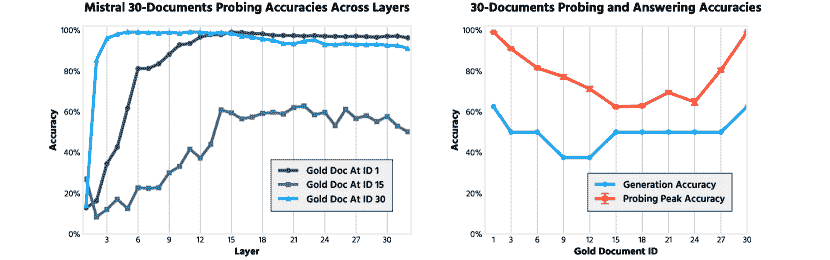 Mistral 30-Documents Probing Accuracies Across Layers
100%
80%
60%
40%
20%
0%
Accuracy
3 6 9 12 15 18 21 24 27 30
Layer
Gold Doc At ID 1
Gold Doc At ID 15
Gold Doc At ID 30
30-Documents Probing and Answering Accuracies
100%
80%
60%
40%
20%
0%
Accuracy
1 3 6 9 12 15 18 21 24 27 30
Gold Document ID
Generation Accuracy
Probing Peak Accuracy